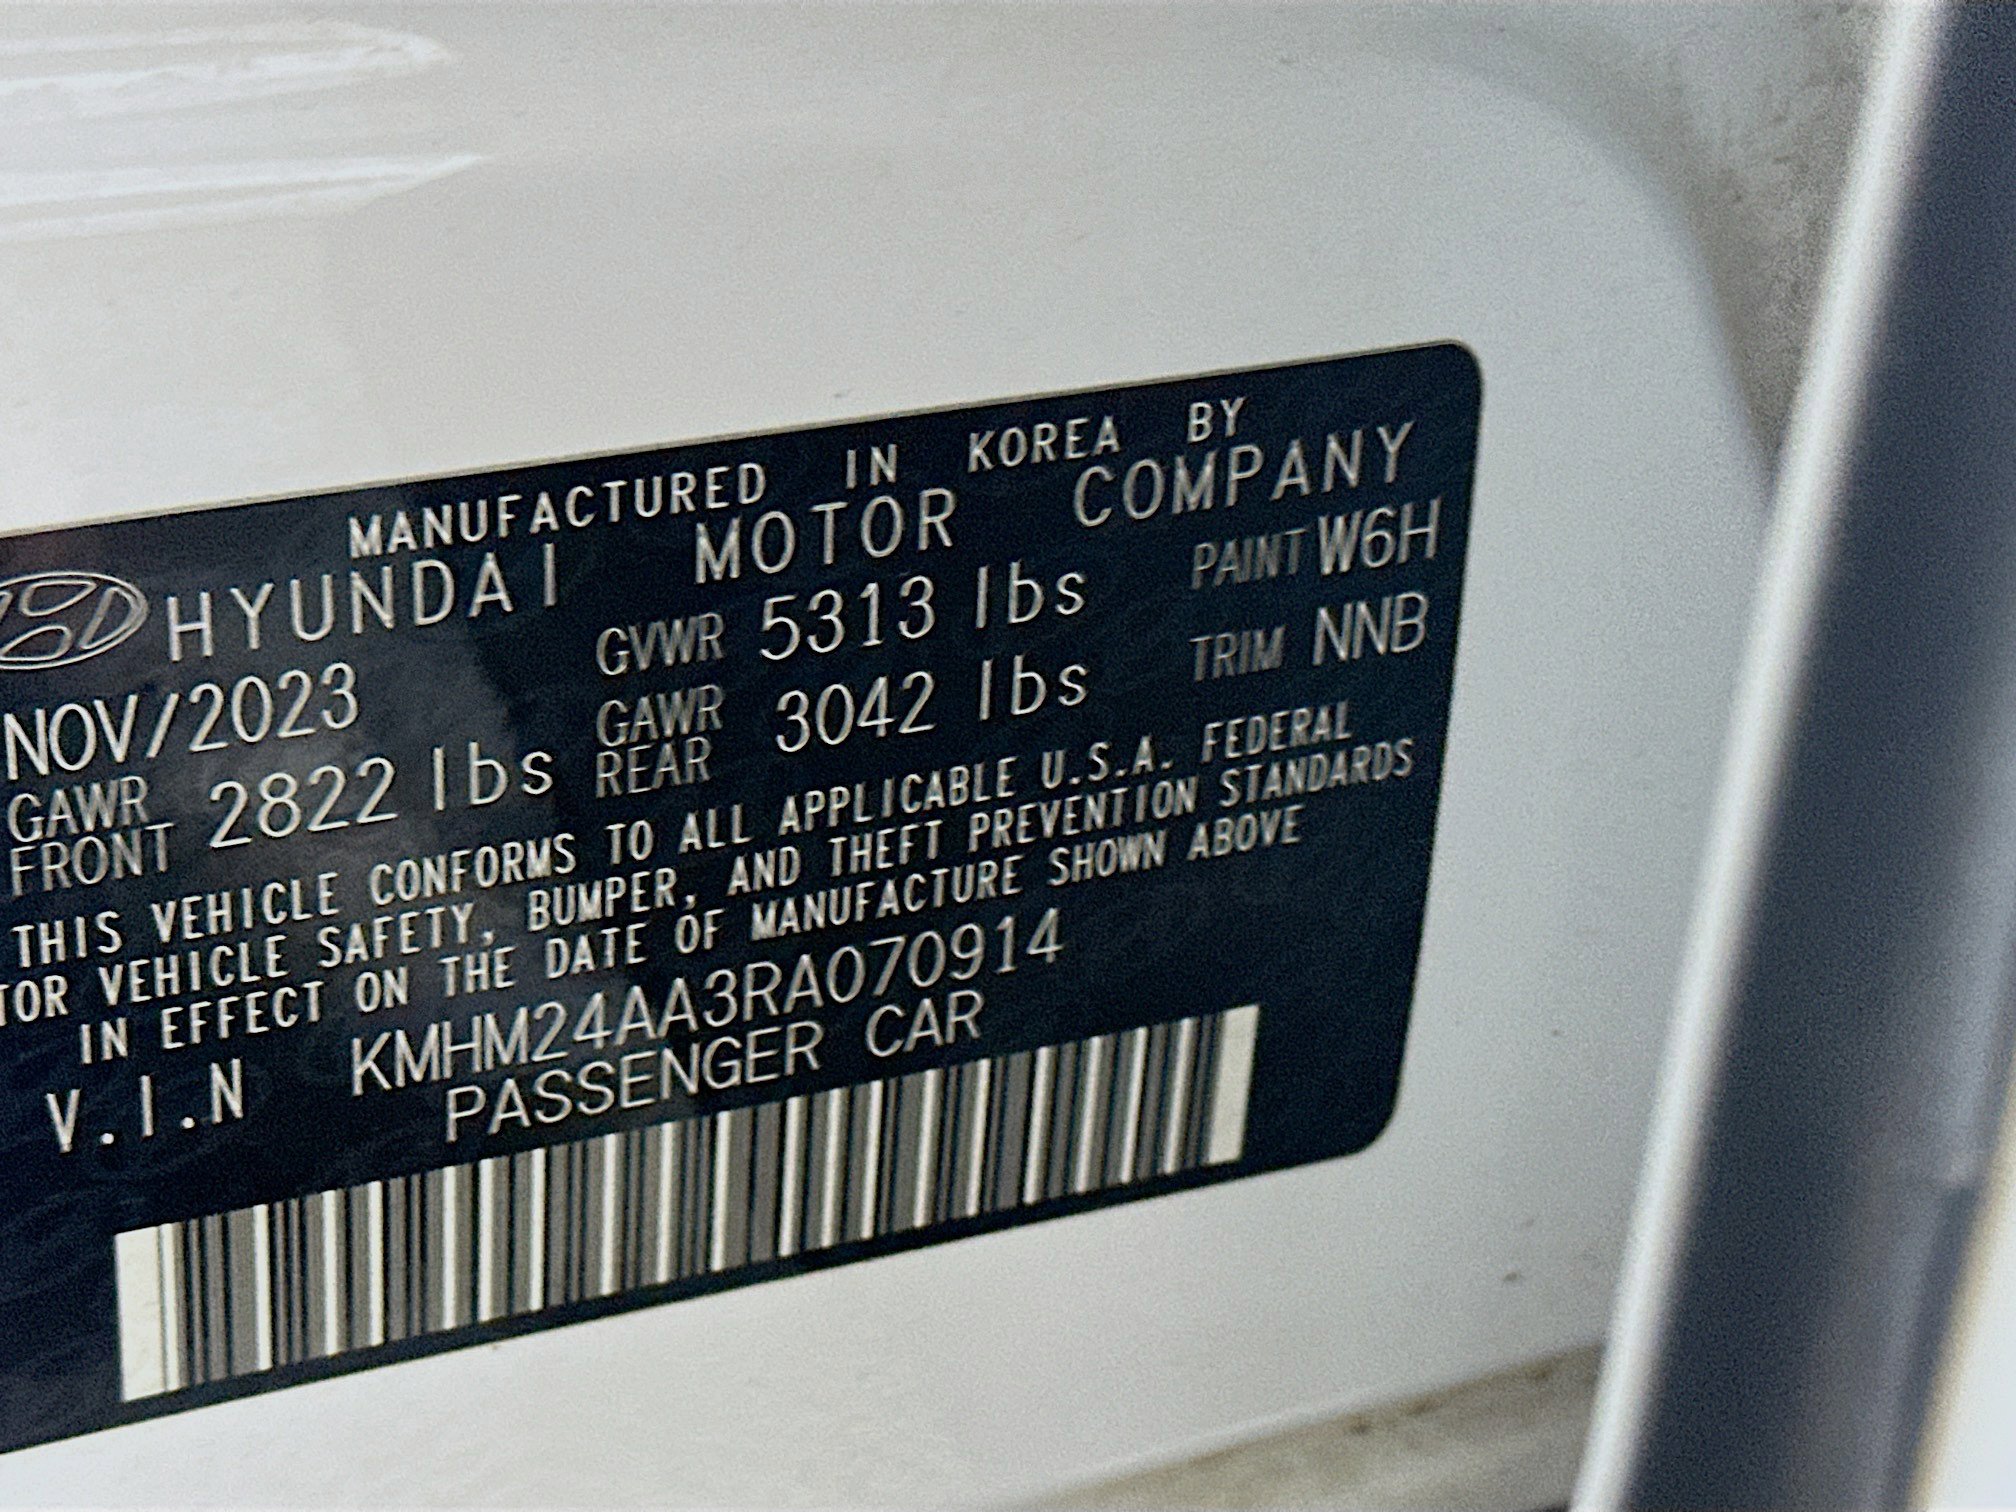 MANUFACTURED IN KOREA BY
HYUNDAI MOTOR COMPANY
NOV/2023 GVWR 5313 lbs PAINT W6H
GAWR FRONT 2822 lbs GAWR REAR 3042 lbs TRIM NNB
THIS VEHICLE CONFORMS TO ALL APPLICABLE U.S.A. FEDERAL
TOR VEHICLE SAFETY, BUMPER, AND THEFT PREVENTION STANDARDS
IN EFFECT ON THE DATE OF MANUFACTURE SHOWN ABOVE
V.I.N KMHM24AA3RA070914
PASSENGER CAR